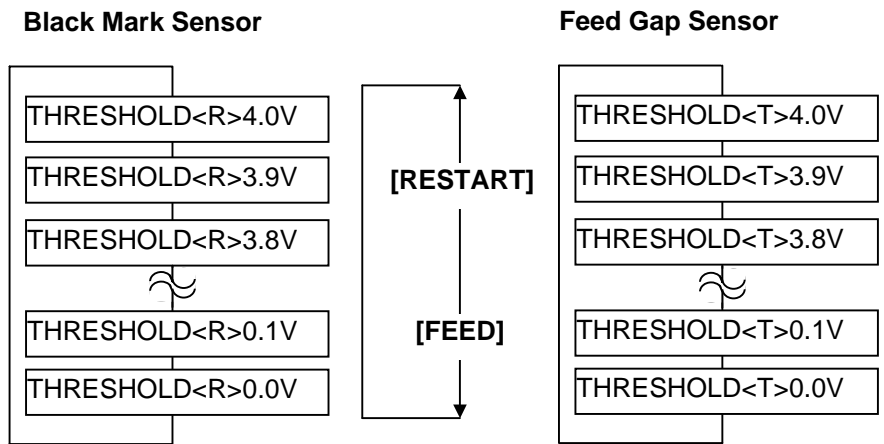 Black Mark Sensor
THRESHOLD<R>4.0V
THRESHOLD<R>3.9V
THRESHOLD<R>3.8V
THRESHOLD<R>0.1V
THRESHOLD<R>0.0V
[RESTART]
[FEED]
Feed Gap Sensor
THRESHOLD<T>4.0V
THRESHOLD<T>3.9V
THRESHOLD<T>3.8V
THRESHOLD<T>0.1V
THRESHOLD<T>0.0V